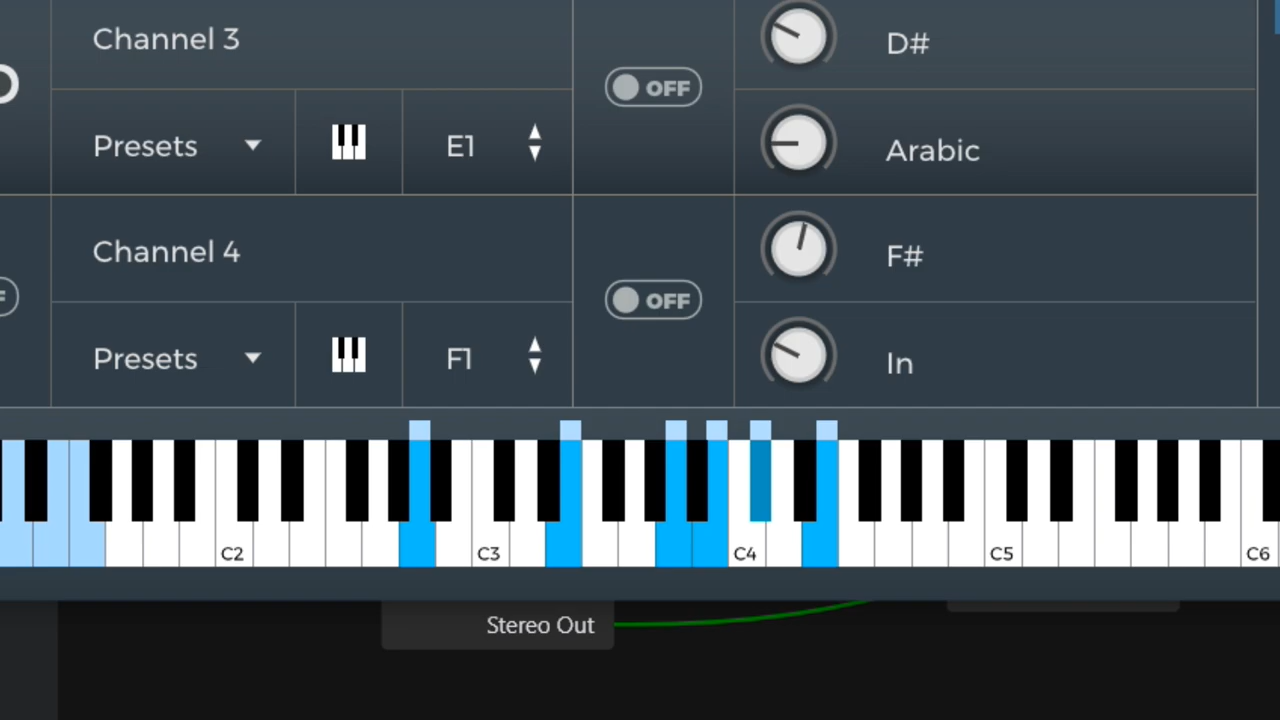 Channel 3
OFF
D#
Presets
E1
Arabic
Channel 4
OFF
F#
Presets
F1
In
C2
C3
C4
C5
C6
Stereo Out